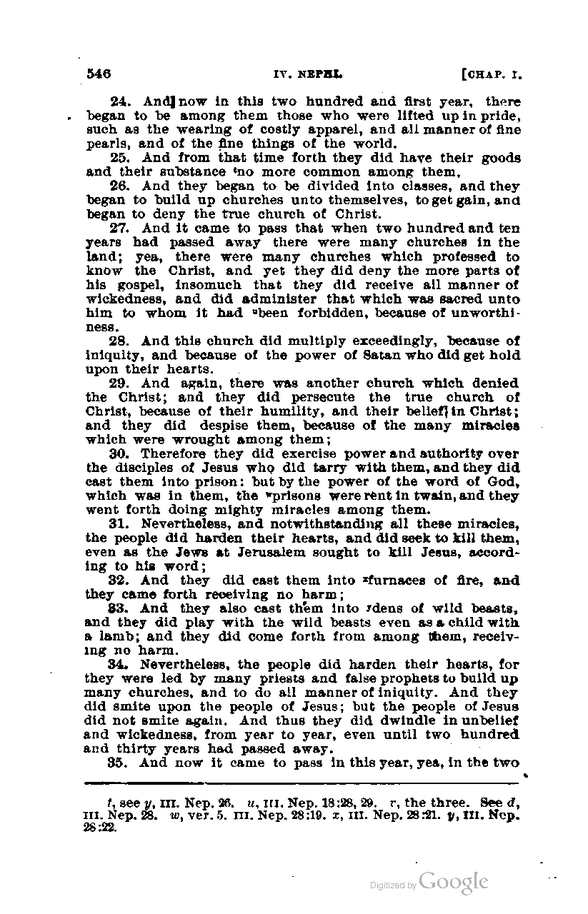 546 IV. NEPHI. [CHAP. I.
24. And now in this two hundred and first year, there
began to be among them those who were lifted up in pride,
such as the wearing of costly apparel, and all manner of fine
pearls, and of the fine things of the world.
25. And from that time forth they did have their goods
and their substance ᵗno more common among them,
26. And they began to be divided into classes, and they
began to build up churches unto themselves, to get gain, and
began to deny the true church of Christ.
27. And it came to pass that when two hundred and ten
years had passed away there were many churches in the
land; yea, there were many churches which professed to
know the Christ, and yet they did deny the more parts of
his gospel, insomuch that they did receive all manner of
wickedness, and did administer that which was sacred unto
him to whom it had ᵘbeen forbidden, because of unworthi-
ness.
28. And this church did multiply exceedingly, because of
iniquity, and because of the power of Satan who did get hold
upon their hearts.
29. And again, there was another church which denied
the Christ; and they did persecute the true church of
Christ, because of their humility, and their belief in Christ;
and they did despise them, because of the many miracles
which were wrought among them;
30. Therefore they did exercise power and authority over
the disciples of Jesus who did tarry with them, and they did
cast them into prison: but by the power of the word of God,
which was in them, the ʷprisons were rent in twain, and they
went forth doing mighty miracles among them.
31. Nevertheless, and notwithstanding all these miracles,
the people did harden their hearts, and did seek to kill them,
even as the Jews at Jerusalem sought to kill Jesus, accord-
ing to his word;
32. And they did cast them into ˣfurnaces of fire, and
they came forth receiving no harm;
33. And they also cast them into ʸdens of wild beasts,
and they did play with the wild beasts even as a child with
a lamb; and they did come forth from among them, receiv-
ing no harm.
34. Nevertheless, the people did harden their hearts, for
they were led by many priests and false prophets to build up
many churches, and to do all manner of iniquity. And they
did smite upon the people of Jesus; but the people of Jesus
did not smite again. And thus they did dwindle in unbelief
and wickedness, from year to year, even until two hundred
and thirty years had passed away.
35. And now it came to pass in this year, yea, in the two
t, see y, III. Nep. 26. u, III. Nep. 18:28, 29. v, the three. See d,
III. Nep. 28. w, ver. 5. III. Nep. 28:19. x, III. Nep. 28:21. y, III. Nep.
28:22.
Digitized by Google